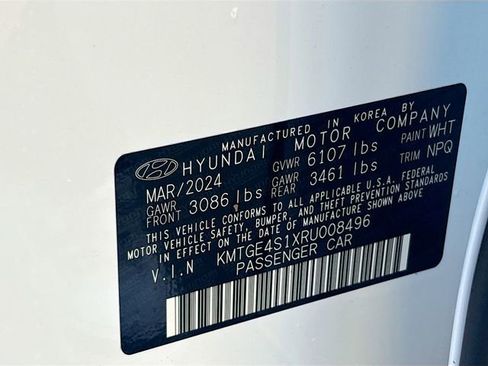 MANUFACTURED IN KOREA BY
HYUNDAI MOTOR COMPANY
MAR/2024 GVWR 6107 lbs PAINT WHT
GAWR FRONT 3086 lbs GAWR REAR 3461 lbs TRIM NPQ
THIS VEHICLE CONFORMS TO ALL APPLICABLE U.S.A. FEDERAL
MOTOR VEHICLE SAFETY, BUMPER, AND THEFT PREVENTION STANDARDS
IN EFFECT ON THE DATE OF MANUFACTURE SHOWN ABOVE.
V.I.N KMTGE4S1XRU008496
PASSENGER CAR